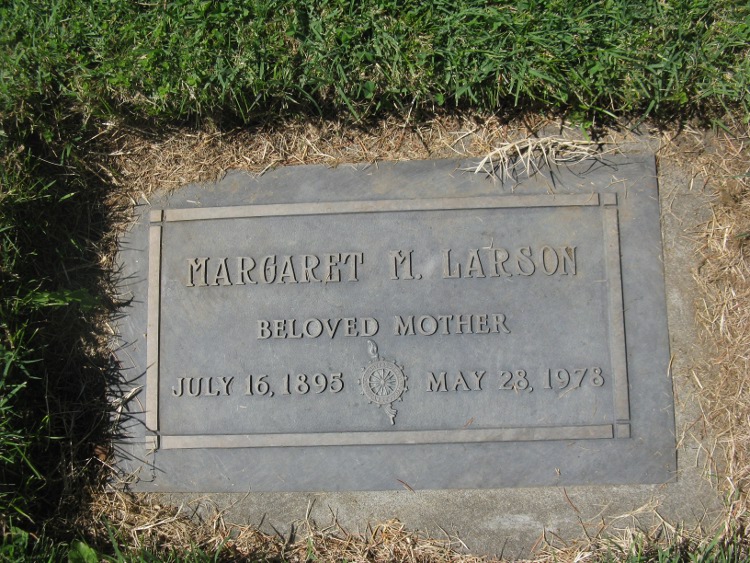 MARGARET M. LARSON
BELOVED MOTHER
JULY 16, 1895 MAY 28, 1978